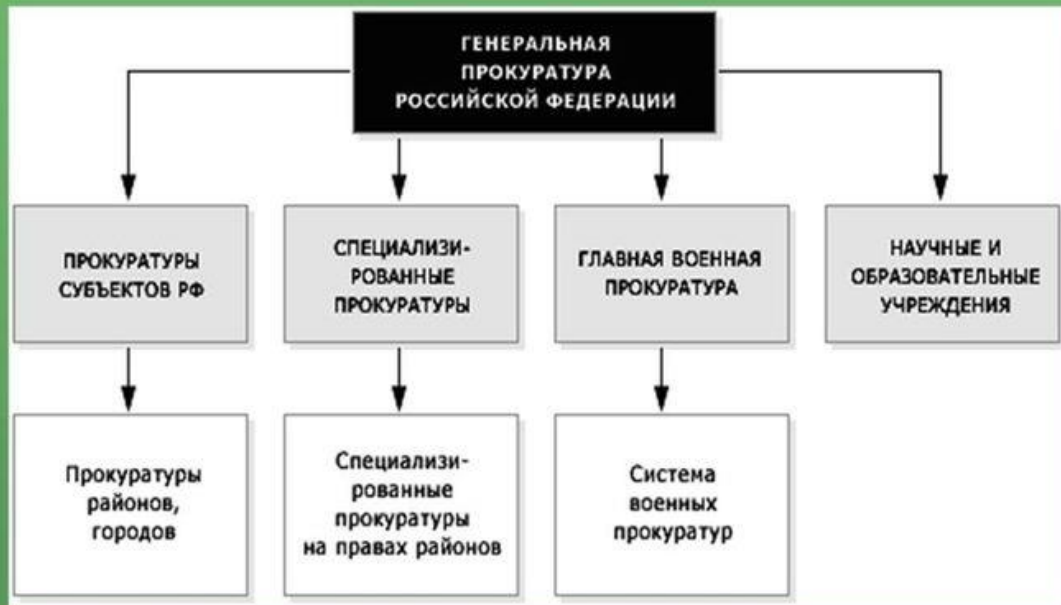 ГЕНЕРАЛЬНАЯ
ПРОКУРАТУРА
РОССИЙСКОЙ ФЕДЕРАЦИИ
ПРОКУРАТУРЫ
СУБЪЕКТОВ РФ
СПЕЦИАЛИЗИ-
РОВАННЫЕ
ПРОКУРАТУРЫ
ГЛАВНАЯ ВОЕННАЯ
ПРОКУРАТУРА
НАУЧНЫЕ И
ОБРАЗОВАТЕЛЬНЫЕ
УЧРЕЖДЕНИЯ
Прокуратуры
районов,
городов
Специализи-
рованные
прокуратуры
на правах районов
Система
военных
прокуратур